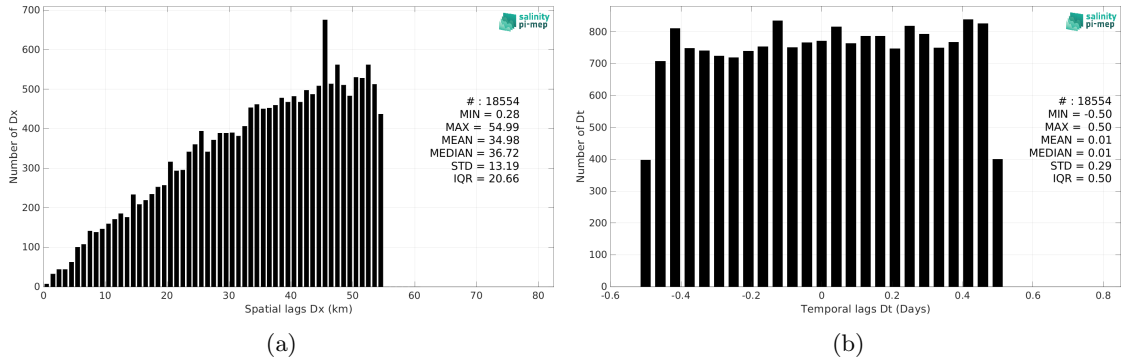 700
600
500
400
300
200
100
0
Number of Dx
0
10
20
30
40
50
60
70
80
Spatial lags Dx (km)
salinity
pi-mep
# : 18554
MIN = 0.28
MAX = 54.99
MEAN = 34.98
MEDIAN = 36.72
STD = 13.19
IQR = 20.66
(a)
800
700
600
500
400
300
200
100
0
Number of Dt
-0.6
-0.4
-0.2
0
0.2
0.4
0.6
0.8
Temporal lags Dt (Days)
salinity
pi-mep
# : 18554
MIN = -0.50
MAX = 0.50
MEAN = 0.01
MEDIAN = 0.01
STD = 0.29
IQR = 0.50
(b)